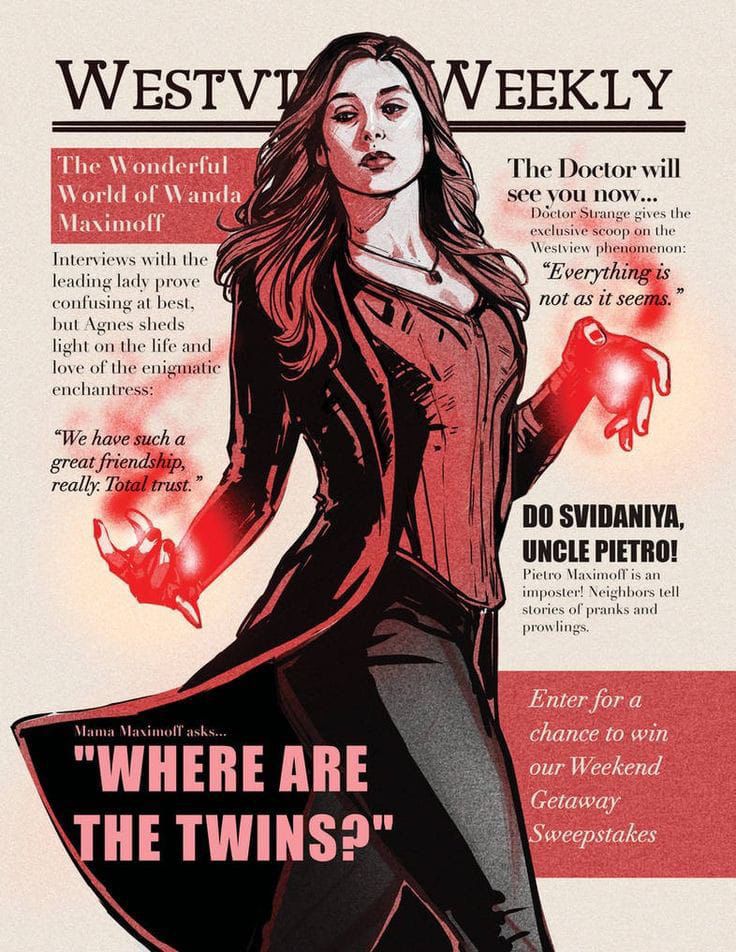 WESTVI WEEKLY
The Wonderful
World of Wanda
Maximoff
Interviews with the
leading lady prove
confusing at best,
but Agnes sheds
light on the life and
love of the enigmatic
enchantress:
“We have such a
great friendship,
really. Total trust.”
The Doctor will
see you now...
Doctor Strange gives the
exclusive scoop on the
Westview phenomenon:
“Everything is
not as it seems.”
DO SVIDANIYA,
UNCLE PIETRO!
Pietro Maximoff is an
imposter! Neighbors tell
stories of pranks and
prowlings.
Mama Maximoff asks...
"WHERE ARE
THE TWINS?"
Enter for a
chance to win
our Weekend
Getaway
Sweepstakes